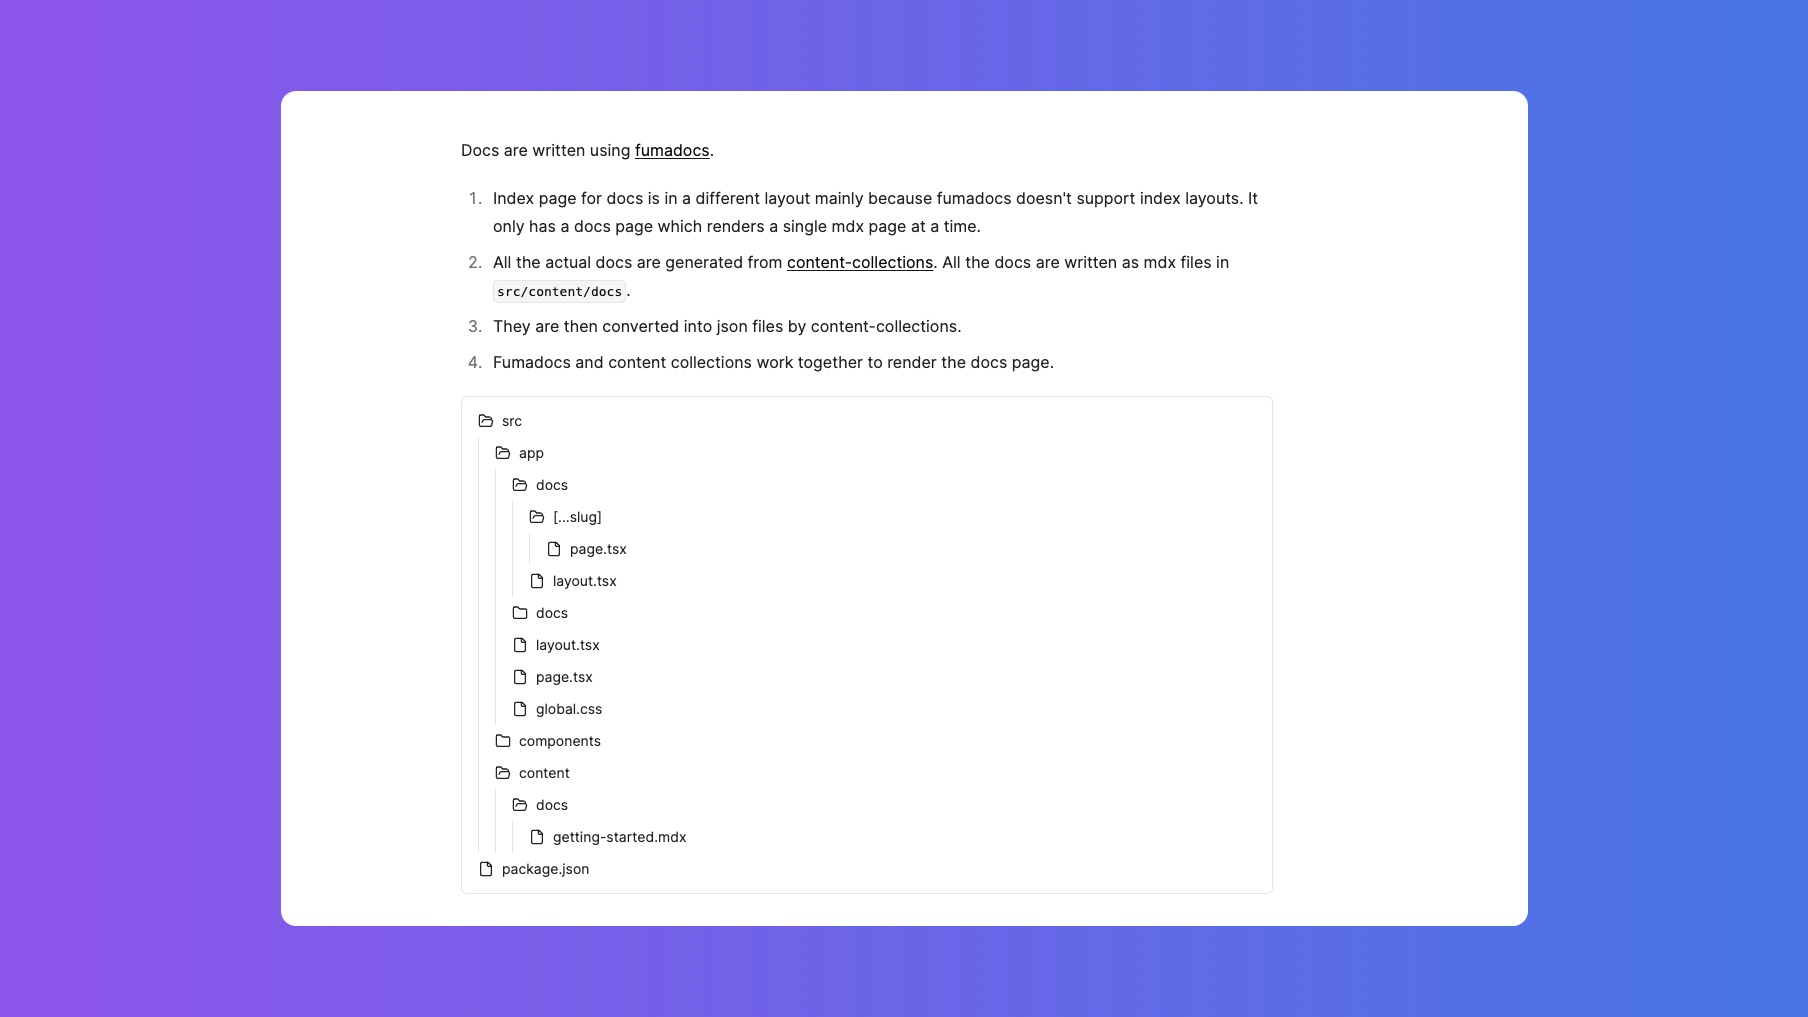 Docs are written using fumadocs.
1. Index page for docs is in a different layout mainly because fumadocs doesn't support index layouts. It
only has a docs page which renders a single mdx page at a time.
2. All the actual docs are generated from content-collections. All the docs are written as mdx files in
src/content/docs.
3. They are then converted into json files by content-collections.
4. Fumadocs and content collections work together to render the docs page.
src
app
docs
[...slug]
page.tsx
layout.tsx
docs
layout.tsx
page.tsx
global.css
components
content
docs
getting-started.mdx
package.json